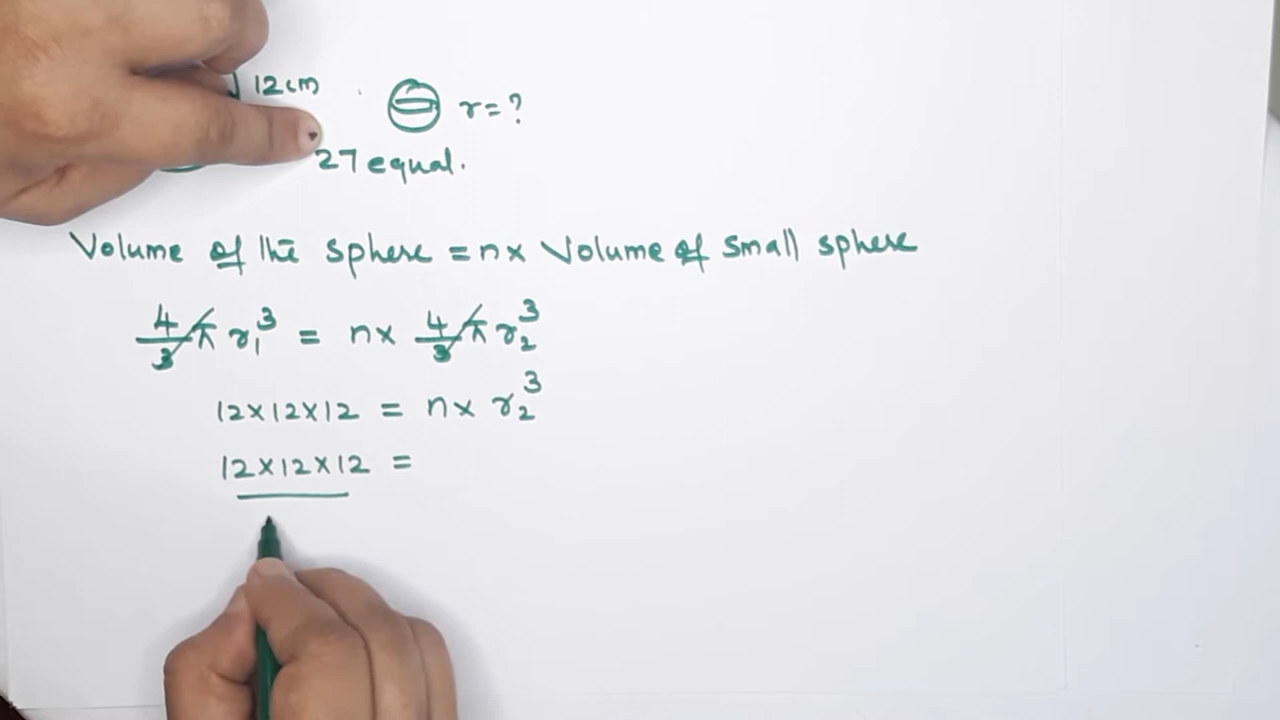 12cm r=?
27 equal.
Volume of the sphere = n× Volume of small sphere
4/3 π r₁³ = n× 4/3 π r₂³
12×12×12 = n× r₂³
12×12×12 =